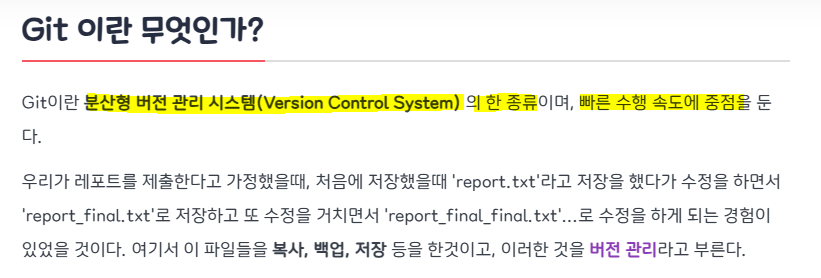 Git 이란 무엇인가?
Git이란 분산형 버전 관리 시스템(Version Control System) 의 한 종류이며, 빠른 수행 속도에 중점을 둔
다.
우리가 레포트를 제출한다고 가정했을때, 처음에 저장했을때 'report.txt'라고 저장을 했다가 수정을 하면서
'report_final.txt'로 저장하고 또 수정을 거치면서 'report_final_final.txt'...로 수정을 하게 되는 경험이
있었을 것이다. 여기서 이 파일들을 복사, 백업, 저장 등을 한것이고, 이러한 것을 버전 관리라고 부른다.